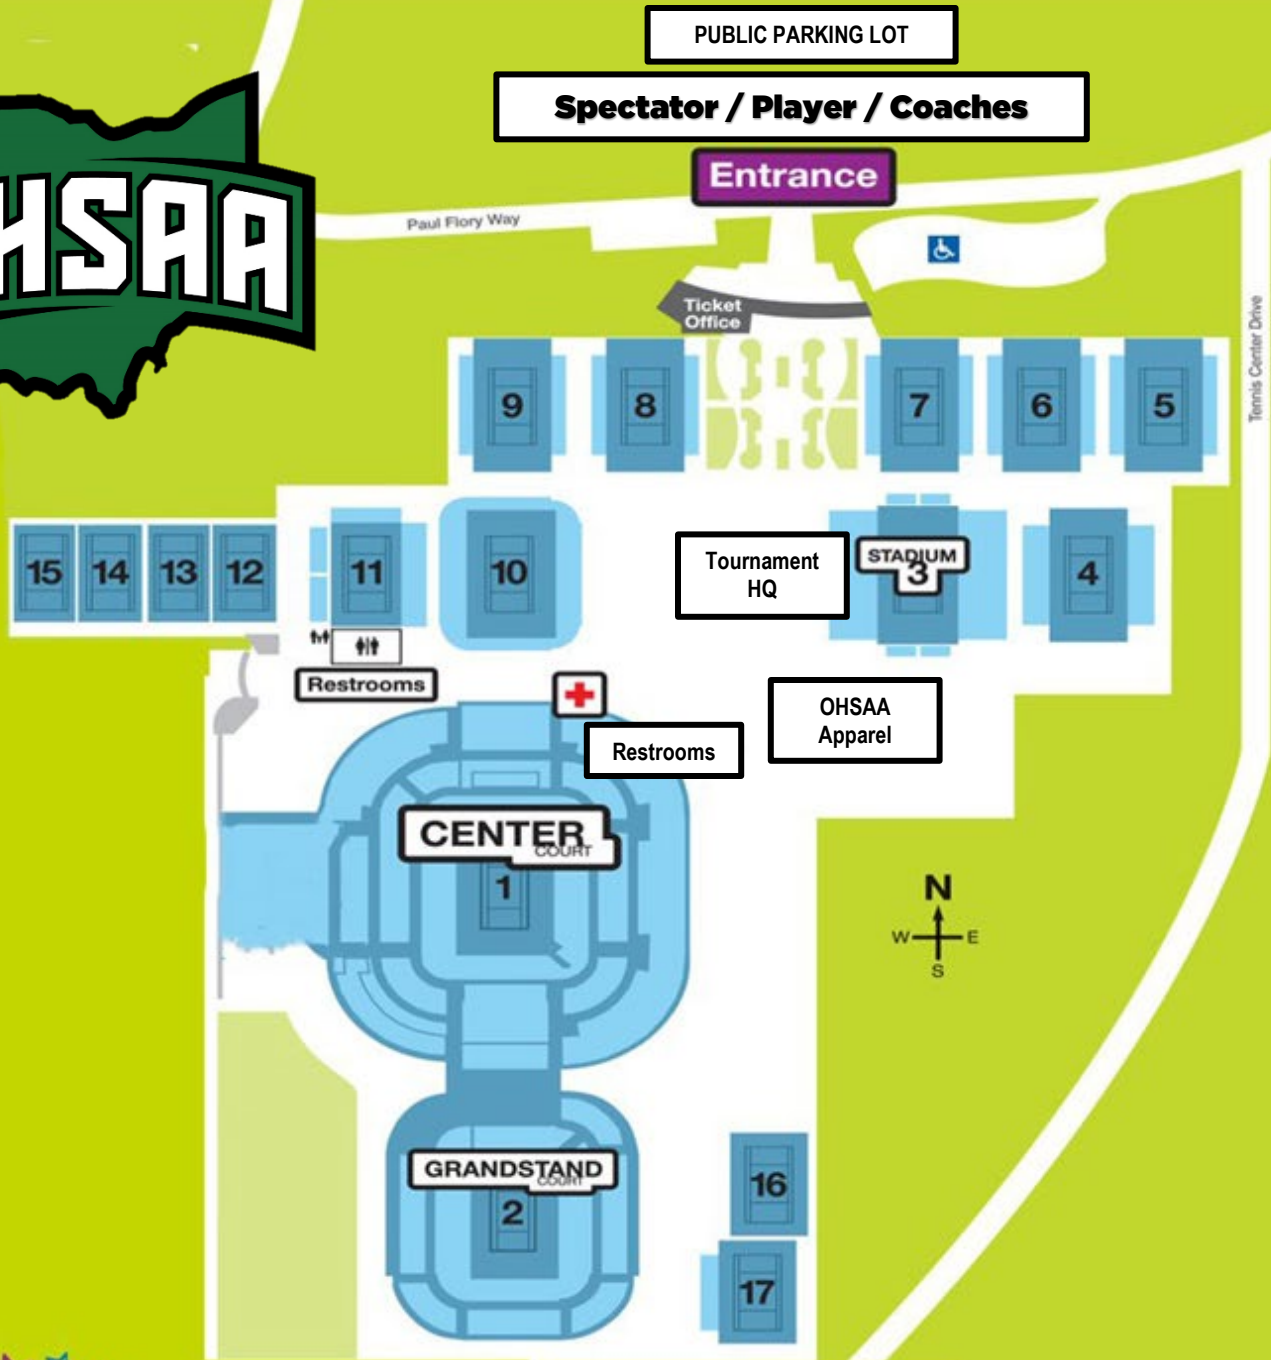 PUBLIC PARKING LOT
Spectator / Player / Coaches
Entrance
HSAA
Paul Flory Way
Ticket
Office
Tennis Center Drive
9
8
7
6
5
15
14
13
12
11
10
Tournament
HQ
STADIUM
3
4
Restrooms
OHSAA
Apparel
Restrooms
CENTER
COURT
1
N
W
E
S
GRANDSTAND
COURT
2
16
17